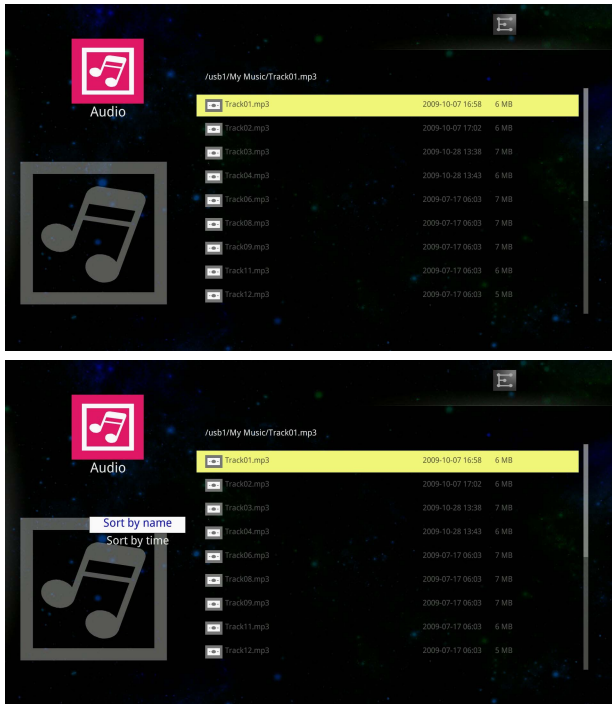 /usb1/My Music/Track01.mp3
Audio
Track01.mp3 2009-10-07 16:58 6 MB
Track02.mp3 2009-10-07 17:02 6 MB
Track03.mp3 2009-10-28 13:38 7 MB
Track04.mp3 2009-10-28 13:43 6 MB
Track06.mp3 2009-07-17 06:03 7 MB
Track08.mp3 2009-07-17 06:03 7 MB
Track09.mp3 2009-07-17 06:03 7 MB
Track11.mp3 2009-07-17 06:03 6 MB
Track12.mp3 2009-07-17 06:03 5 MB
/usb1/My Music/Track01.mp3
Audio
Sort by name
Sort by time
Track01.mp3 2009-10-07 16:58 6 MB
Track02.mp3 2009-10-07 17:02 6 MB
Track03.mp3 2009-10-28 13:38 7 MB
Track04.mp3 2009-10-28 13:43 6 MB
Track06.mp3 2009-07-17 06:03 7 MB
Track08.mp3 2009-07-17 06:03 7 MB
Track09.mp3 2009-07-17 06:03 7 MB
Track11.mp3 2009-07-17 06:03 6 MB
Track12.mp3 2009-07-17 06:03 5 MB